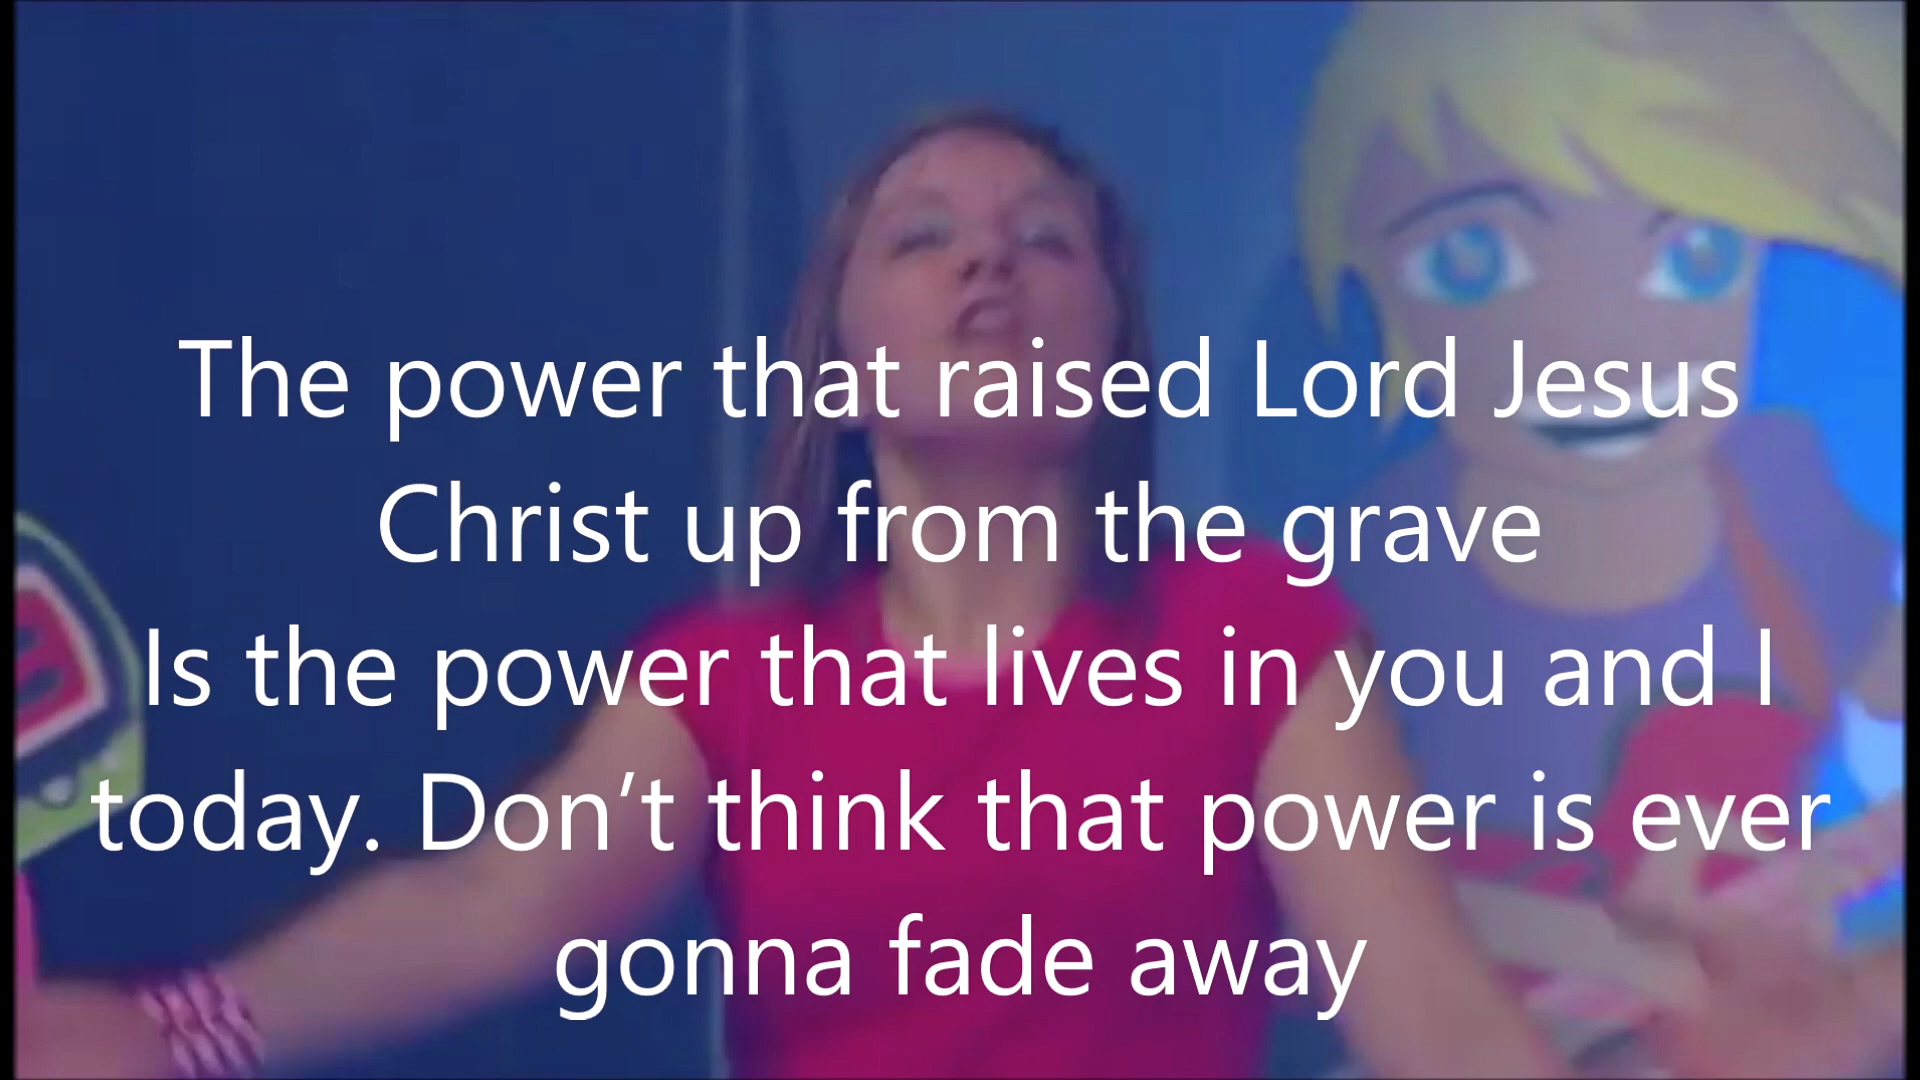 The power that raised Lord Jesus
Christ up from the grave
Is the power that lives in you and I
today. Don’t think that power is ever
gonna fade away